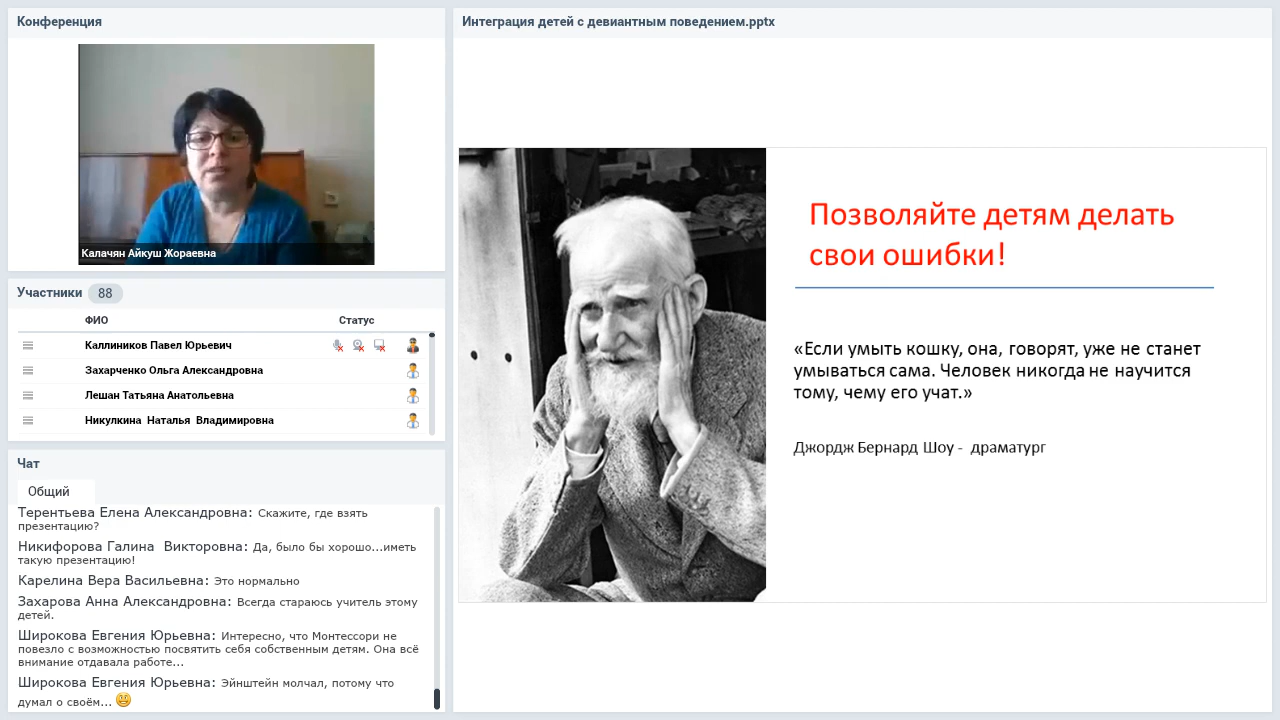 Конференция
Калачян Айкуш Жораевна
Участники 88
ФИО Статус
Каллиников Павел Юрьевич
Захарченко Ольга Александровна
Лешан Татьяна Анатольевна
Никулкина Наталья Владимировна
Чат
Общий
Терентьева Елена Александровна: Скажите, где взять
презентацию?
Никифорова Галина Викторовна: Да, было бы хорошо...иметь
такую презентацию!
Карелина Вера Васильевна: Это нормально
Захарова Анна Александровна: Всегда стараюсь учитель этому
детей.
Широкова Евгения Юрьевна: Интересно, что Монтессори не
повезло с возможностью посвятить себя собственным детям. Она всё
внимание отдавала работе...
Широкова Евгения Юрьевна: Эйнштейн молчал, потому что
думал о своём...
Интеграция детей с девиантным поведением.pptx
Позволяйте детям делать
свои ошибки!
«Если умыть кошку, она, говорят, уже не станет
умываться сама. Человек никогда не научится
тому, чему его учат.»
Джордж Бернард Шоу - драматург